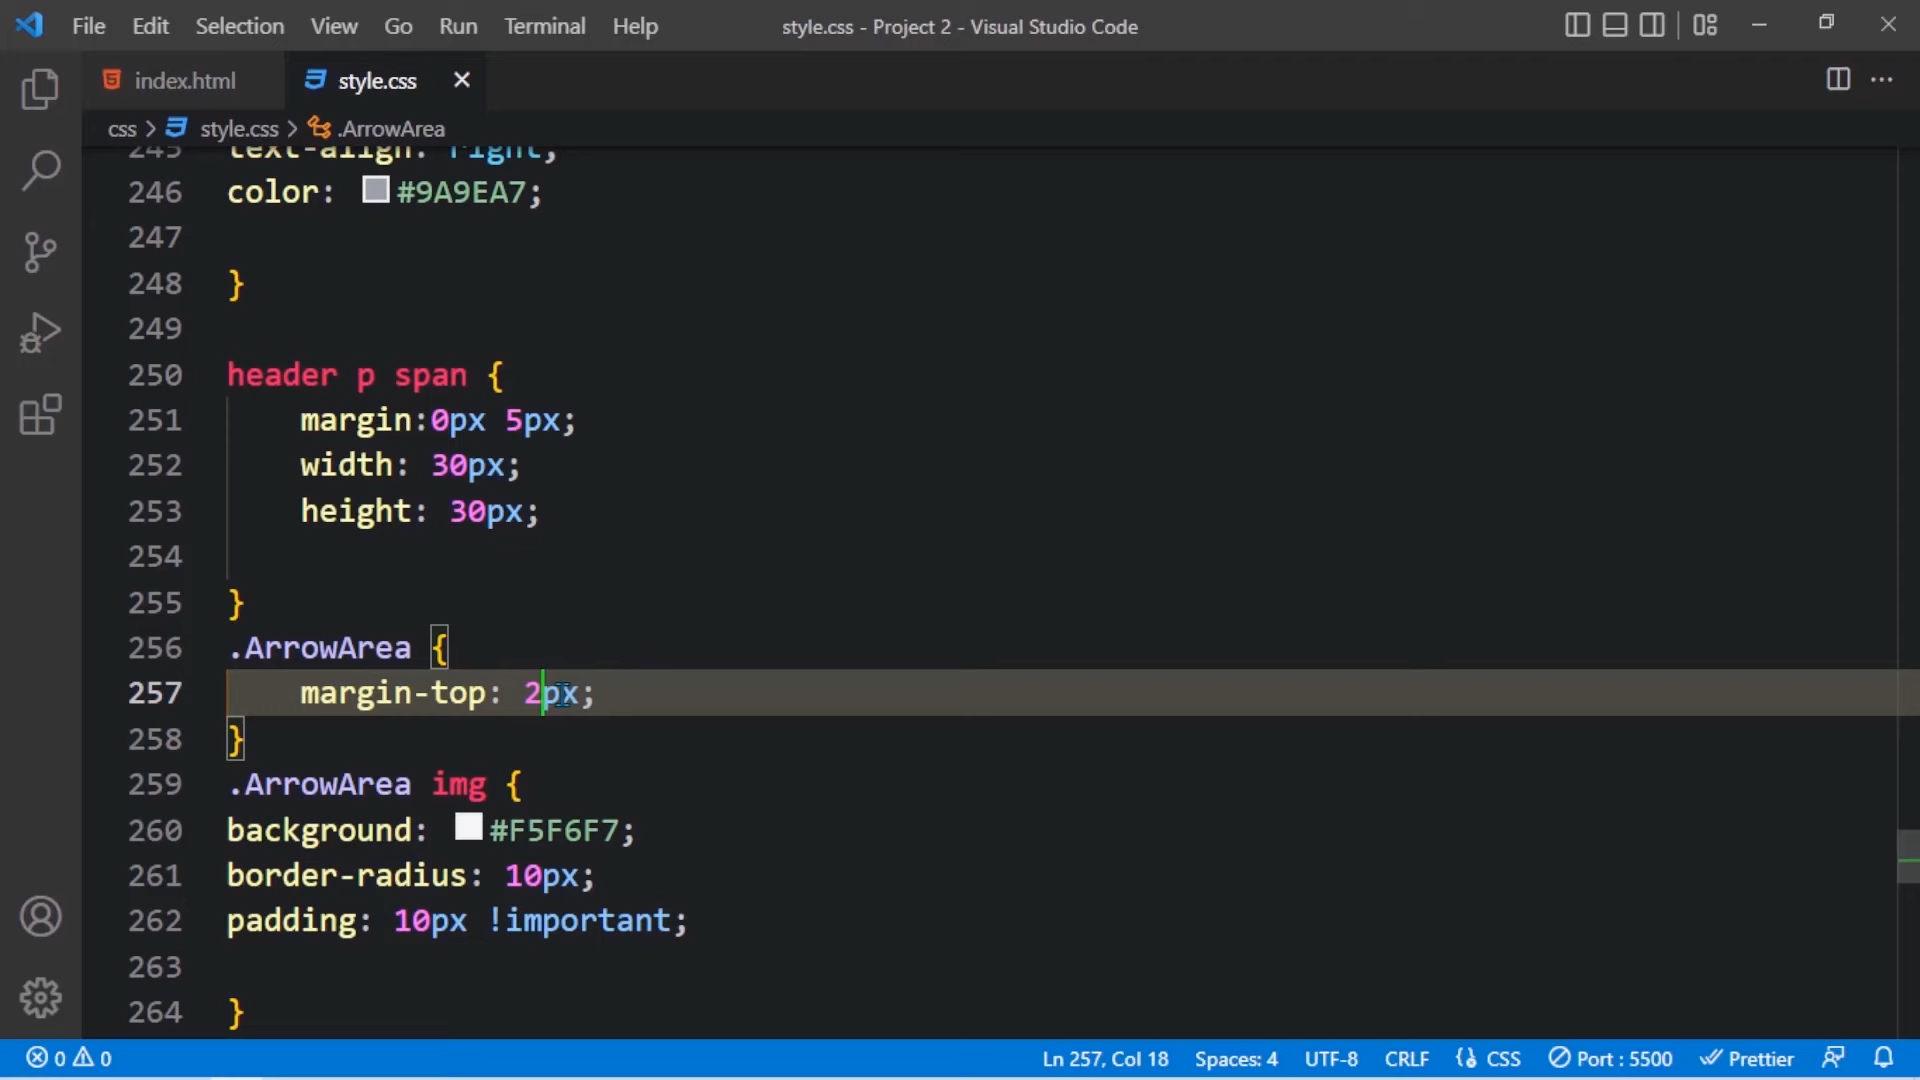 File Edit Selection View Go Run Terminal Help style.css - Project 2 - Visual Studio Code
index.html style.css
css > style.css > .ArrowArea
245 text-align: right;
246 color: #9A9EA7;
247
248 }
249
250 header p span {
251 margin:0px 5px;
252 width: 30px;
253 height: 30px;
254
255 }
256 .ArrowArea {
257 margin-top: 2px;
258 }
259 .ArrowArea img {
260 background: #F5F6F7;
261 border-radius: 10px;
262 padding: 10px !important;
263
264 }
0 0 Ln 257, Col 18 Spaces: 4 UTF-8 CRLF CSS Port : 5500 Prettier